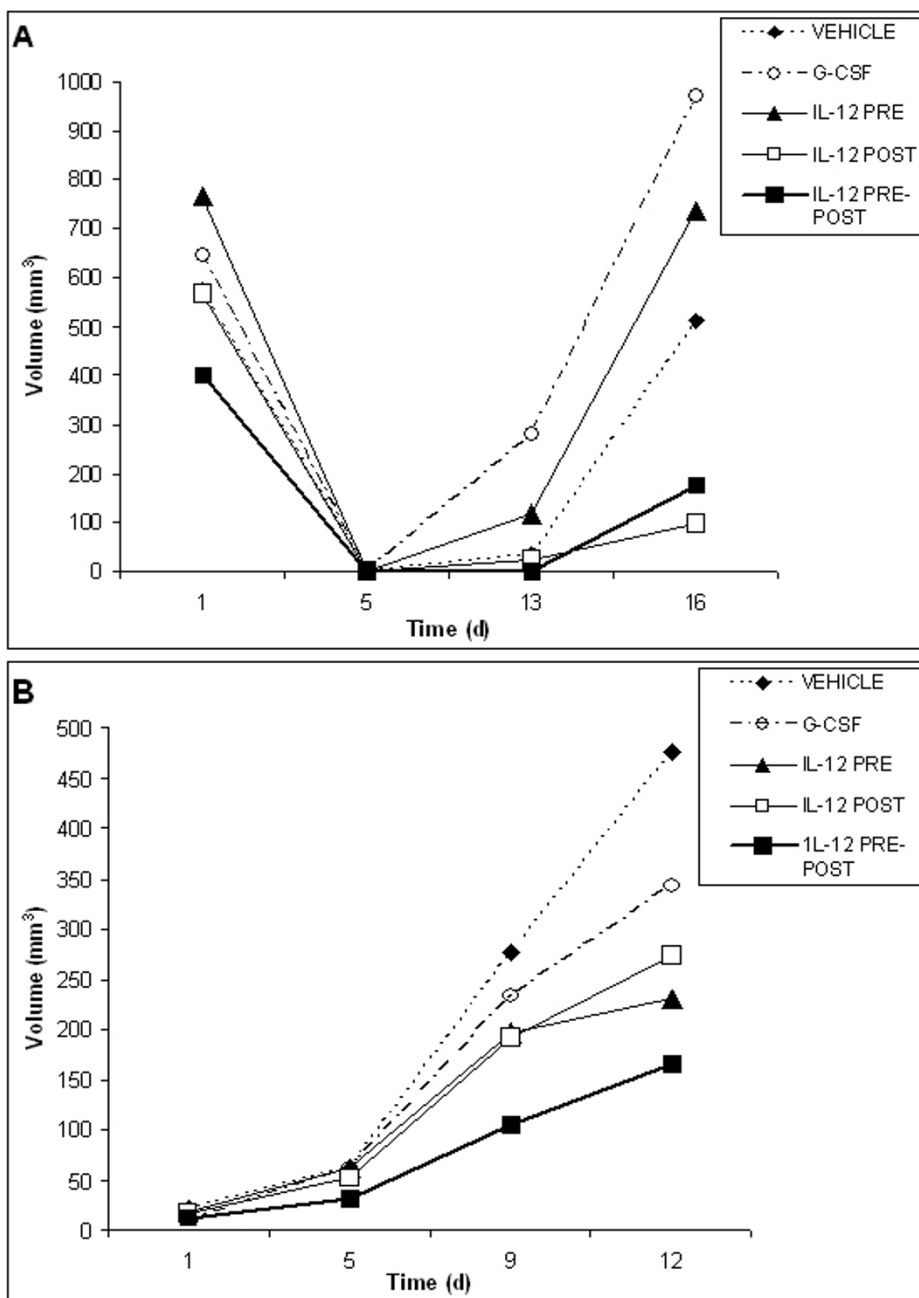 A
VEHICLE
G-CSF
IL-12 PRE
IL-12 POST
IL-12 PRE-
POST
1000
900
800
700
600
500
400
300
200
100
0
Volume (mm³)
1 5 13 16
Time (d)
B
VEHICLE
G-CSF
IL-12 PRE
IL-12 POST
1L-12 PRE-
POST
500
450
400
350
300
250
200
150
100
50
0
Volume (mm³)
1 5 9 12
Time (d)